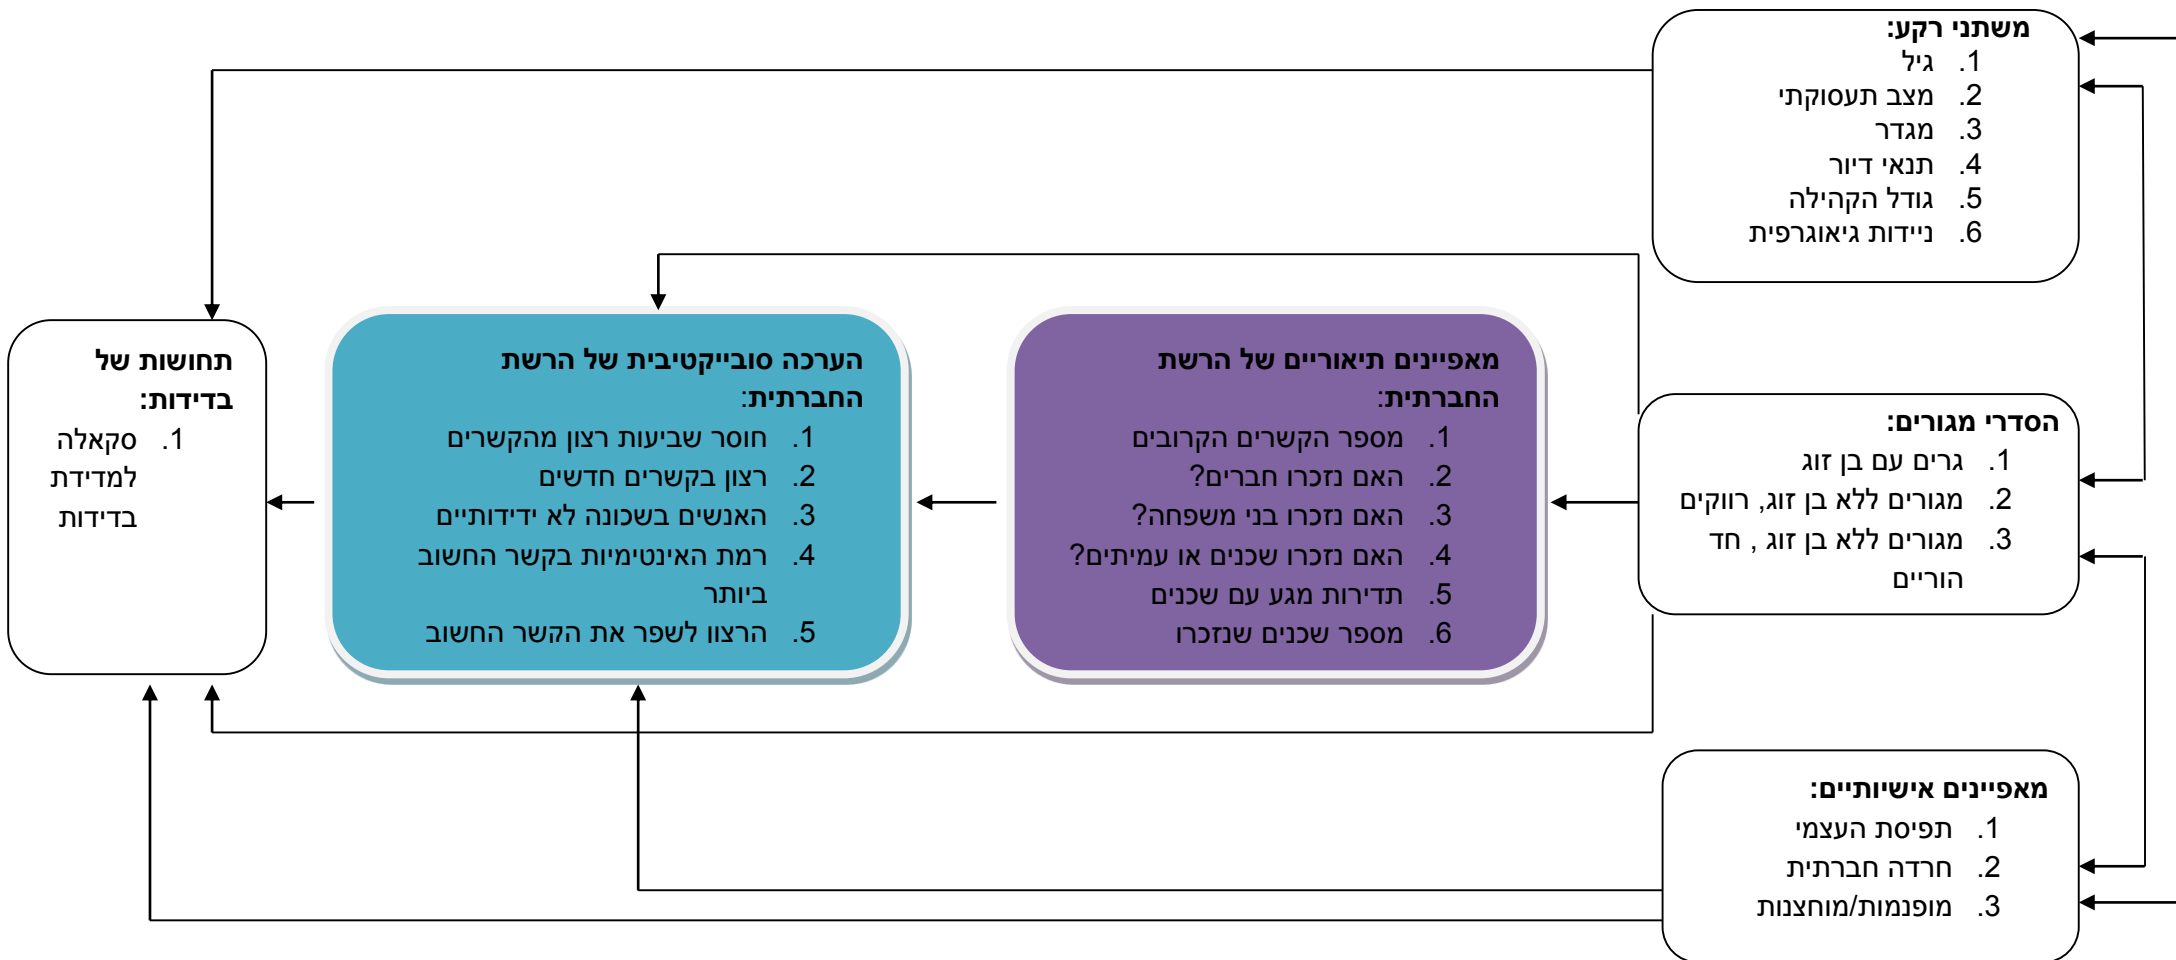 משתני רקע:
1. גיל
2. מצב תעסוקתי
3. מגדר
4. תנאי דיור
5. גודל הקהילה
6. ניידות גיאוגרפית
הסדרי מגורים:
1. גרים עם בן זוג
2. מגורים ללא בן זוג, רווקים
3. מגורים ללא בן זוג , חד
הוריים
מאפיינים אישיותיים:
1. תפיסת העצמי
2. חרדה חברתית
3. מופנמות/מוחצנות
מאפיינים תיאוריים של הרשת
החברתית:
1. מספר הקשרים הקרובים
2. האם נזכרו חברים?
3. האם נזכרו בני משפחה?
4. האם נזכרו שכנים או עמיתים?
5. תדירות מגע עם שכנים
6. מספר שכנים שנזכרו
הערכה סובייקטיבית של הרשת
החברתית:
1. חוסר שביעות רצון מהקשרים
2. רצון בקשרים חדשים
3. האנשים בשכונה לא ידידותיים
4. רמת האינטימיות בקשר החשוב
ביותר
5. הרצון לשפר את הקשר החשוב
תחושות של
בדידות:
1. סקאלה
למדידת
בדידות